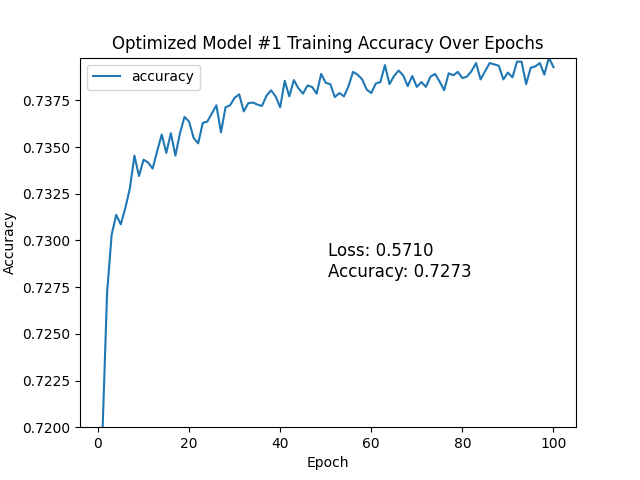 Optimized Model #1 Training Accuracy Over Epochs
accuracy
0.7375
0.7350
0.7325
0.7300
0.7275
0.7250
0.7225
0.7200
Accuracy
Loss: 0.5710
Accuracy: 0.7273
0 20 40 60 80 100
Epoch